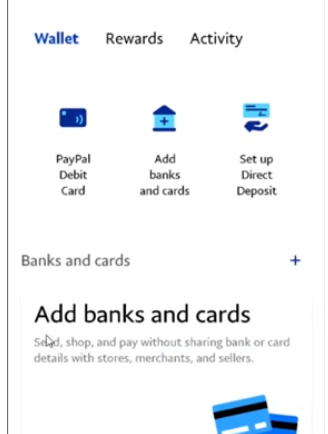 Wallet Rewards Activity
PayPal Debit Card
Add banks and cards
Set up Direct Deposit
Banks and cards +
Add banks and cards
Send, shop, and pay without sharing bank or card
details with stores, merchants, and sellers.